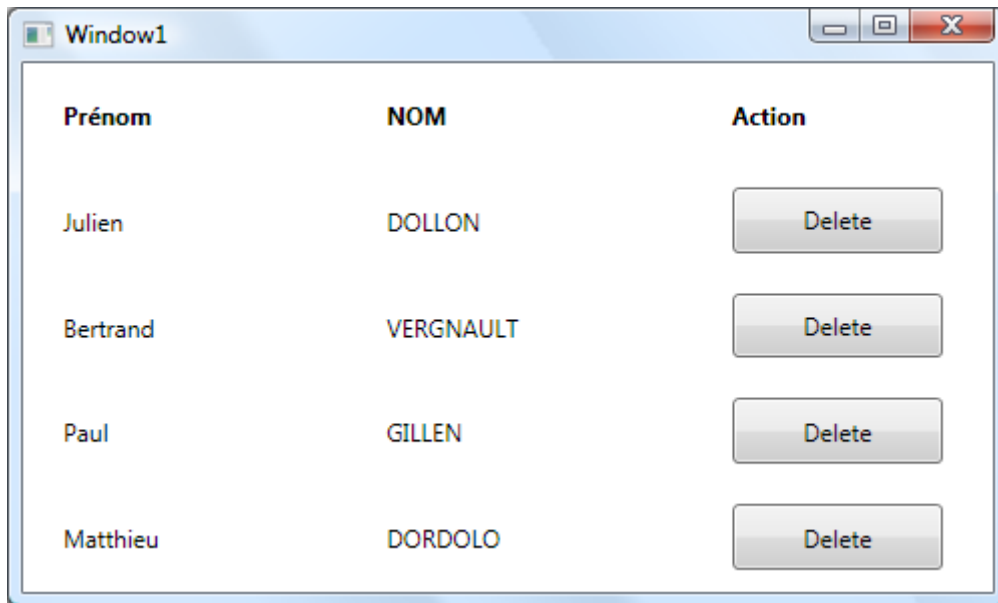 Window1
Prénom NOM Action
Julien DOLLON Delete
Bertrand VERGNAULT Delete
Paul GILLEN Delete
Matthieu DORDOLO Delete